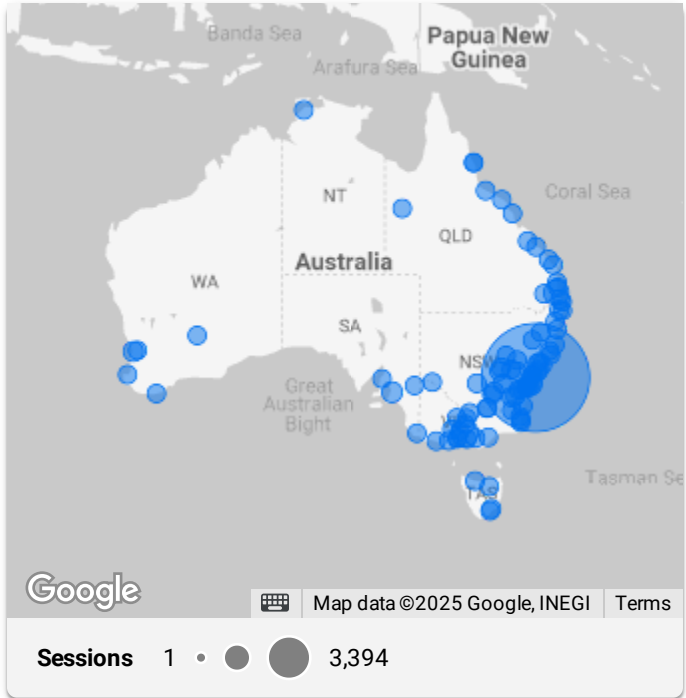 Banda Sea
Papua New
Guinea
Arafura Sea
Coral Sea
NT
QLD
Australia
WA
SA
NSW
Great
Australian
Bight
TAS
Tasman Se
Google
Map data ©2025 Google, INEGI
Terms
Sessions 1 3,394